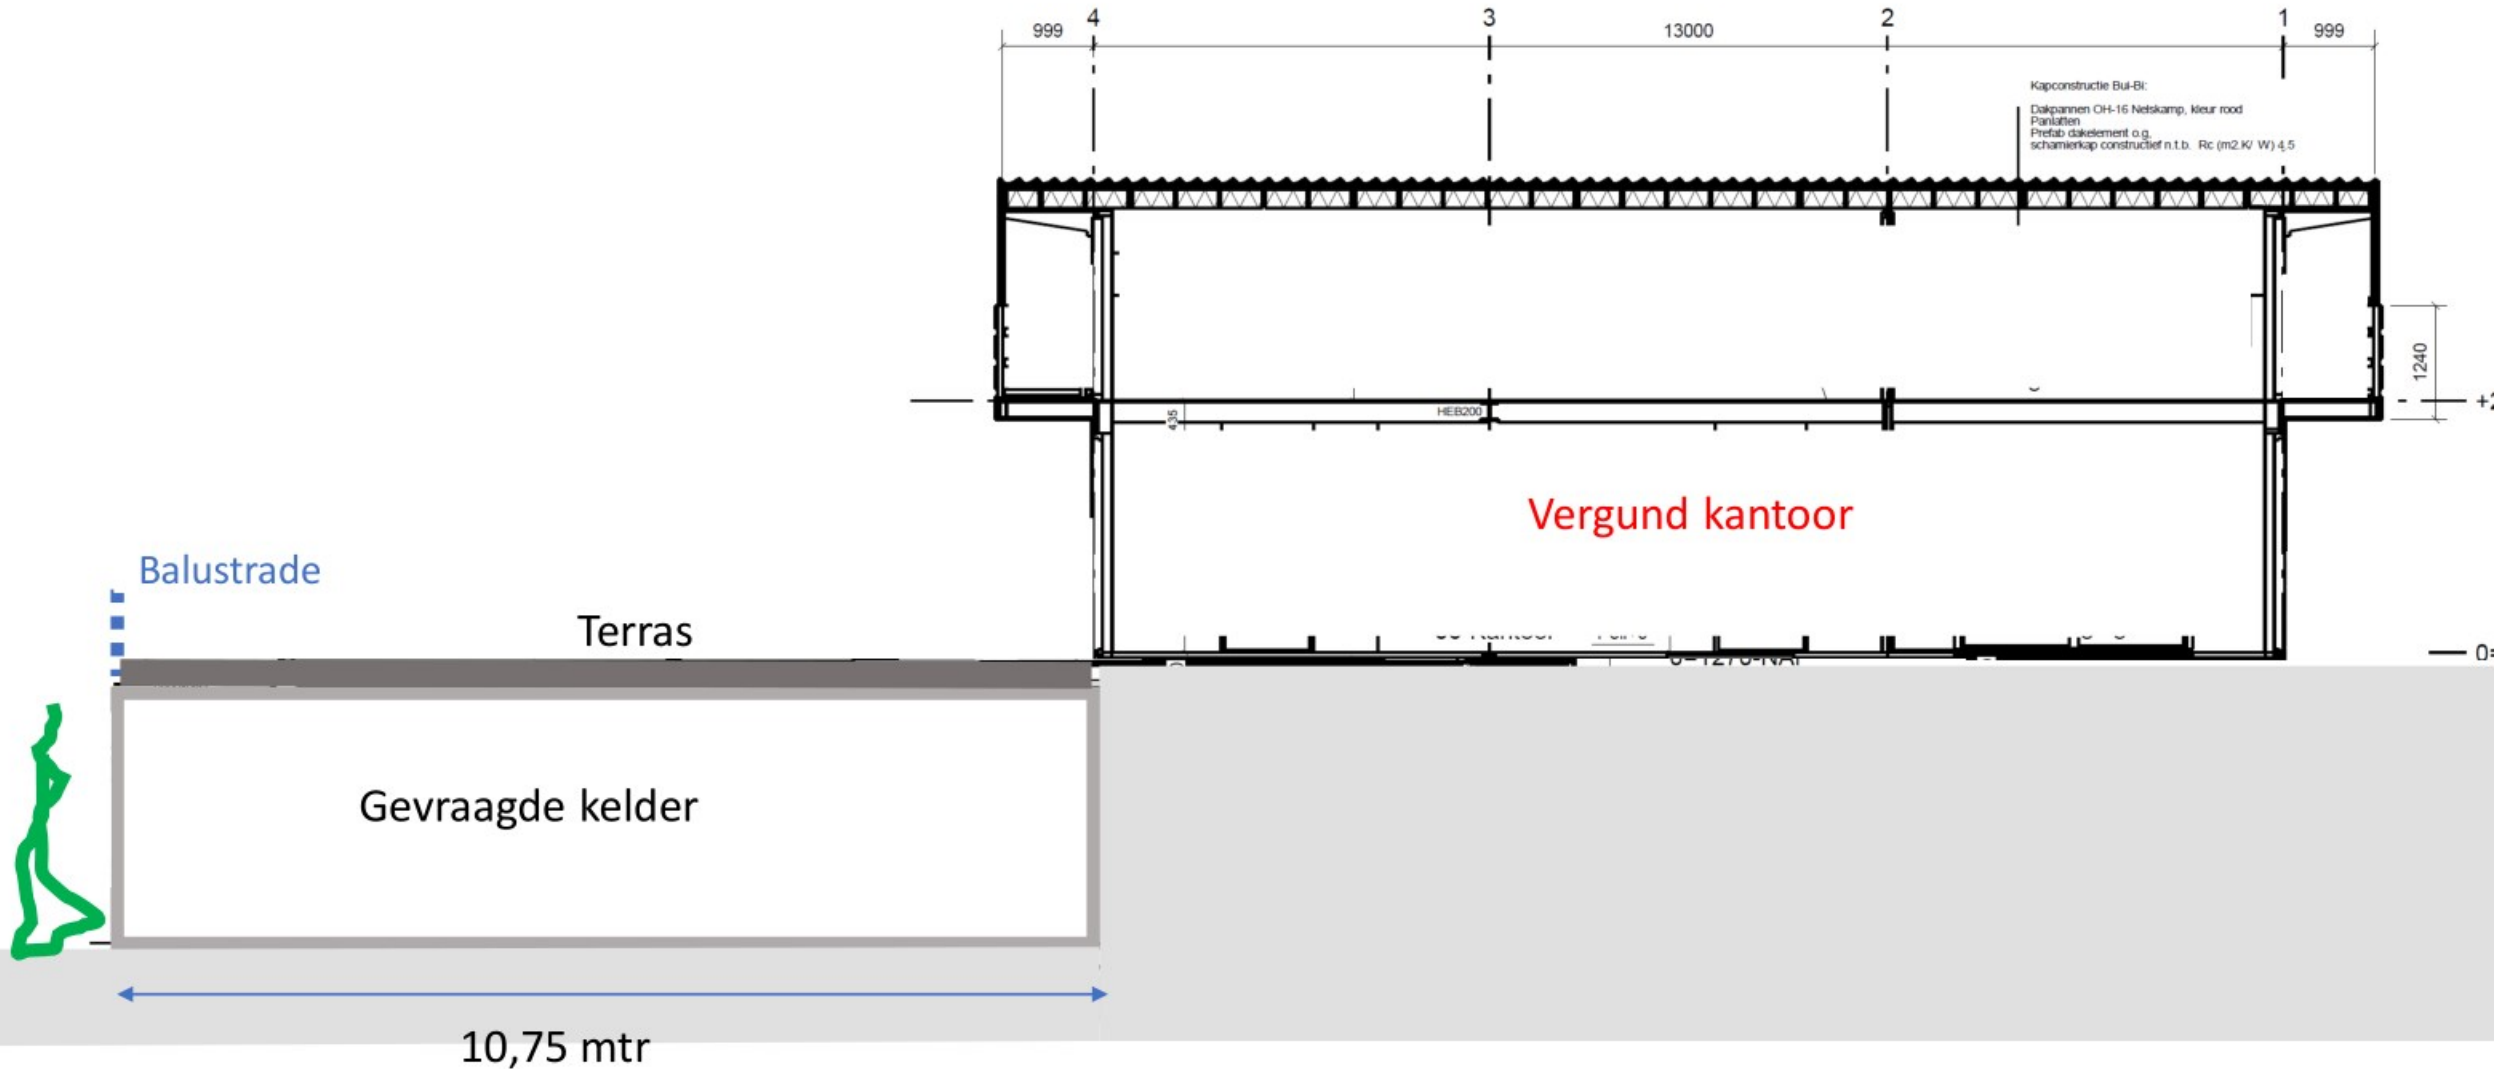 4 3 2 1
999 13000 999
Kapconstructie Bui-Bi:
Dakpannen OH-16 Nelskamp, kleur rood
Panlatten
Prefab dakelement o.g.
scharnierkap constructief n.t.b. Rc (m2.K/ W) 4,5
1240
435
HEB200
Vergund kantoor
Balustrade
Terras
Gevraagde kelder
10,75 mtr